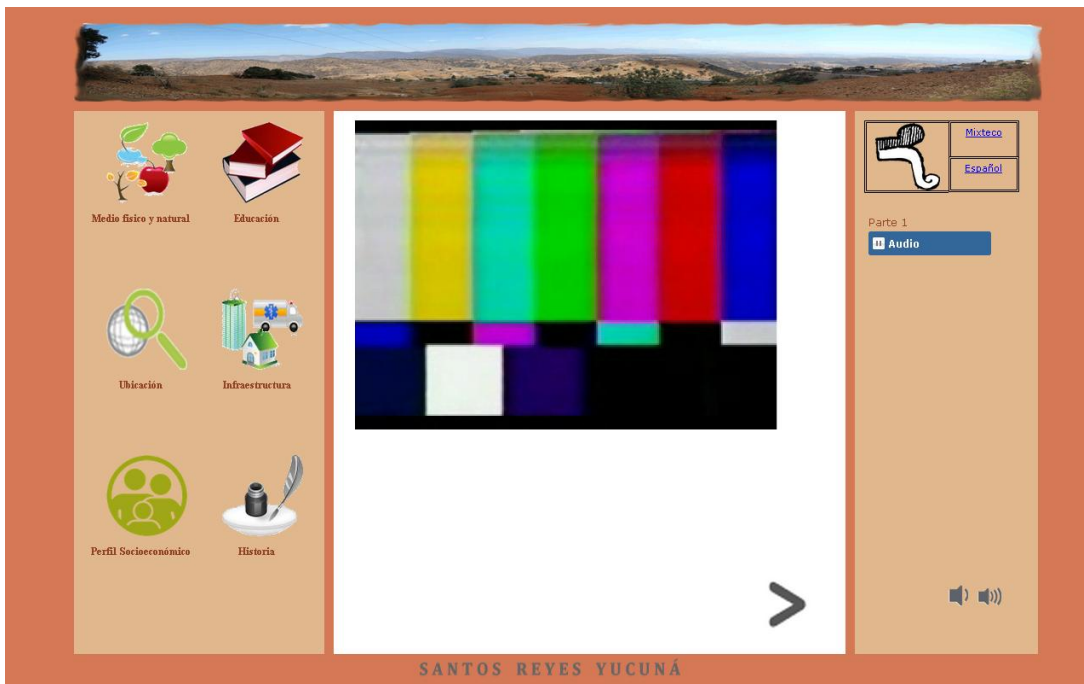 Medio físico y natural
Educación
Ubicación
Infraestructura
Perfil Socioeconómico
Historia
Mixteco
Español
Parte 1
Audio
SANTOS REYES YUCUNÁ